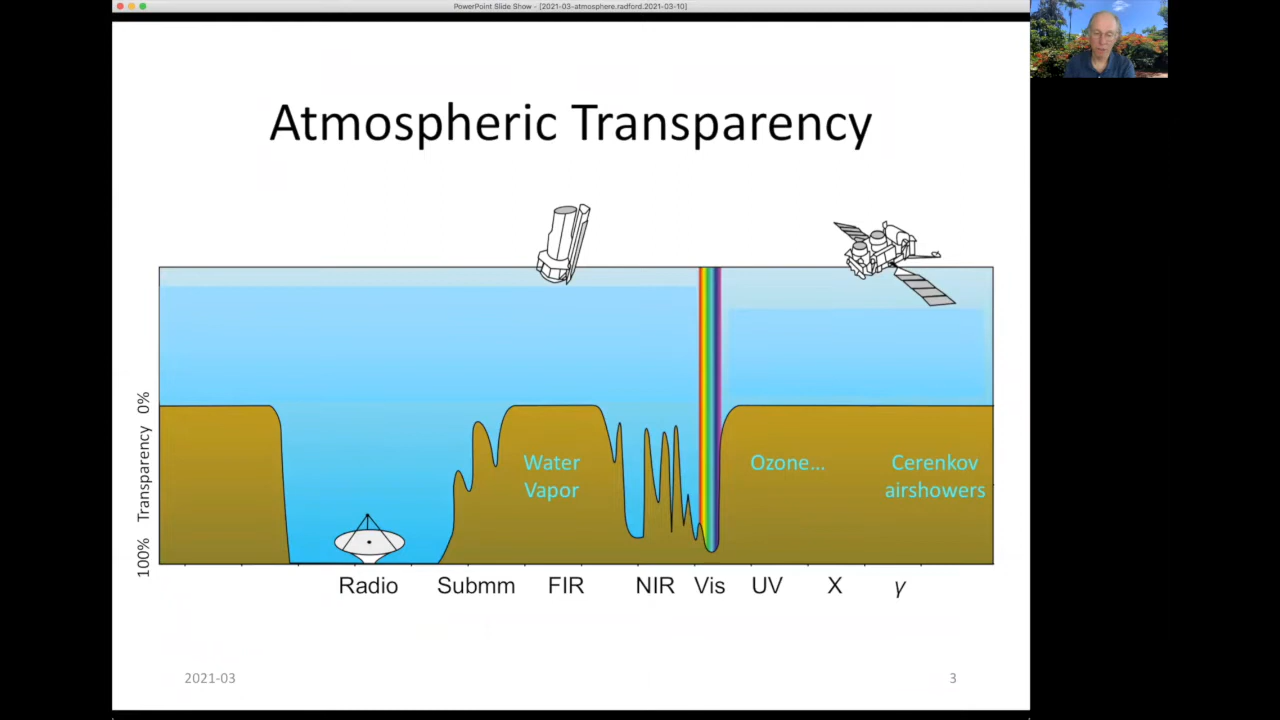 PowerPoint Slide Show - [2021-03-atmosphere.radford.2021-03-10]
Atmospheric Transparency
Transparency
0%
100%
Water
Vapor
Ozone...
Cerenkov
airshowers
Radio Submm FIR NIR Vis UV X γ
2021-03
3